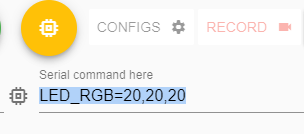 CONFIGS
RECORD
Serial command here
LED_RGB=20,20,20